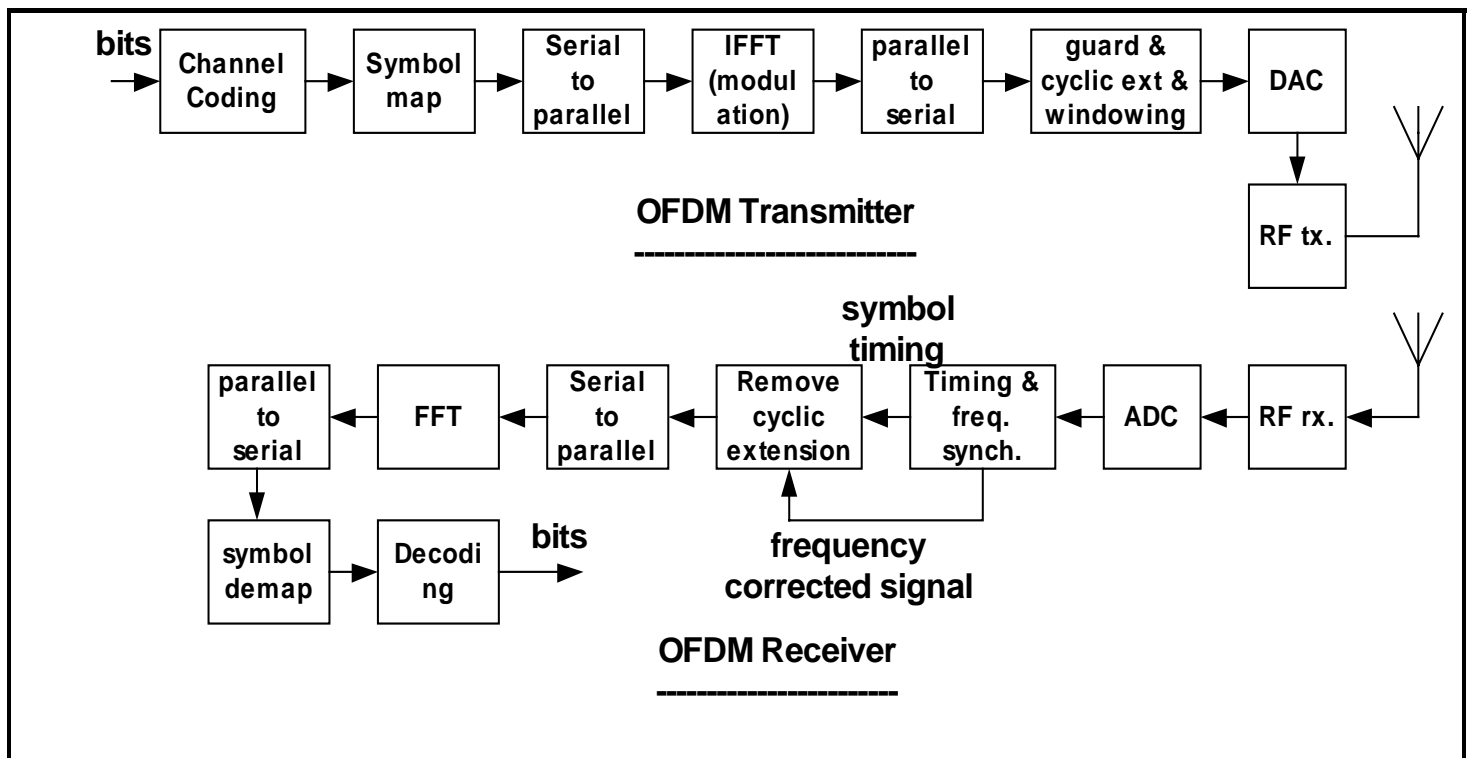 bits
Channel
Coding
Symbol
map
Serial
to
parallel
IFFT
(modul
ation)
parallel
to
serial
guard &
cyclic ext &
windowing
DAC
RF tx.
OFDM Transmitter
----------------------------
symbol
timing
parallel
to
serial
FFT
Serial
to
parallel
Remove
cyclic
extension
Timing &
freq.
synch.
ADC
RF rx.
symbol
demap
Decodi
ng
bits
frequency
corrected signal
OFDM Receiver
------------------------